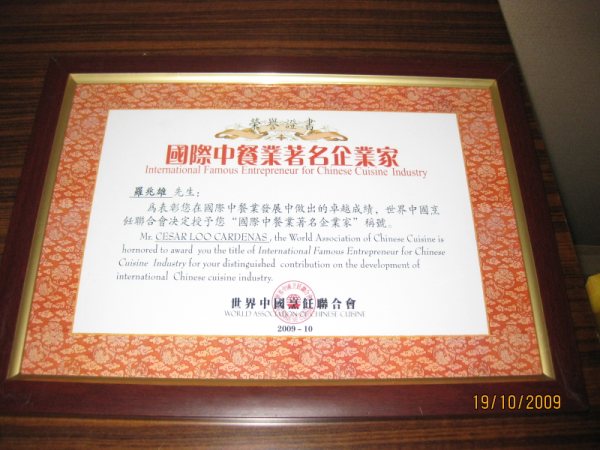 榮譽證書
國際中餐業著名企業家
International Famous Entrepreneur for Chinese Cuisine Industry
羅兆雄 先生:
為表彰您在國際中餐業發展中做出的卓越成績，世界中國烹
飪聯合會決定授予您“國際中餐業著名企業家”稱號。
Mr. CESAR LOO CARDENAS , the World Association of Chinese Cuisine is
hornored to award you the title of International Famous Entrepreneur for Chinese
Cuisine Industry for your distinguished contribution on the development of
international Chinese cuisine industry.
世界中國烹飪聯合會
WORLD ASSOCIATION OF CHINESE CUISINE
2009-10
19/10/2009